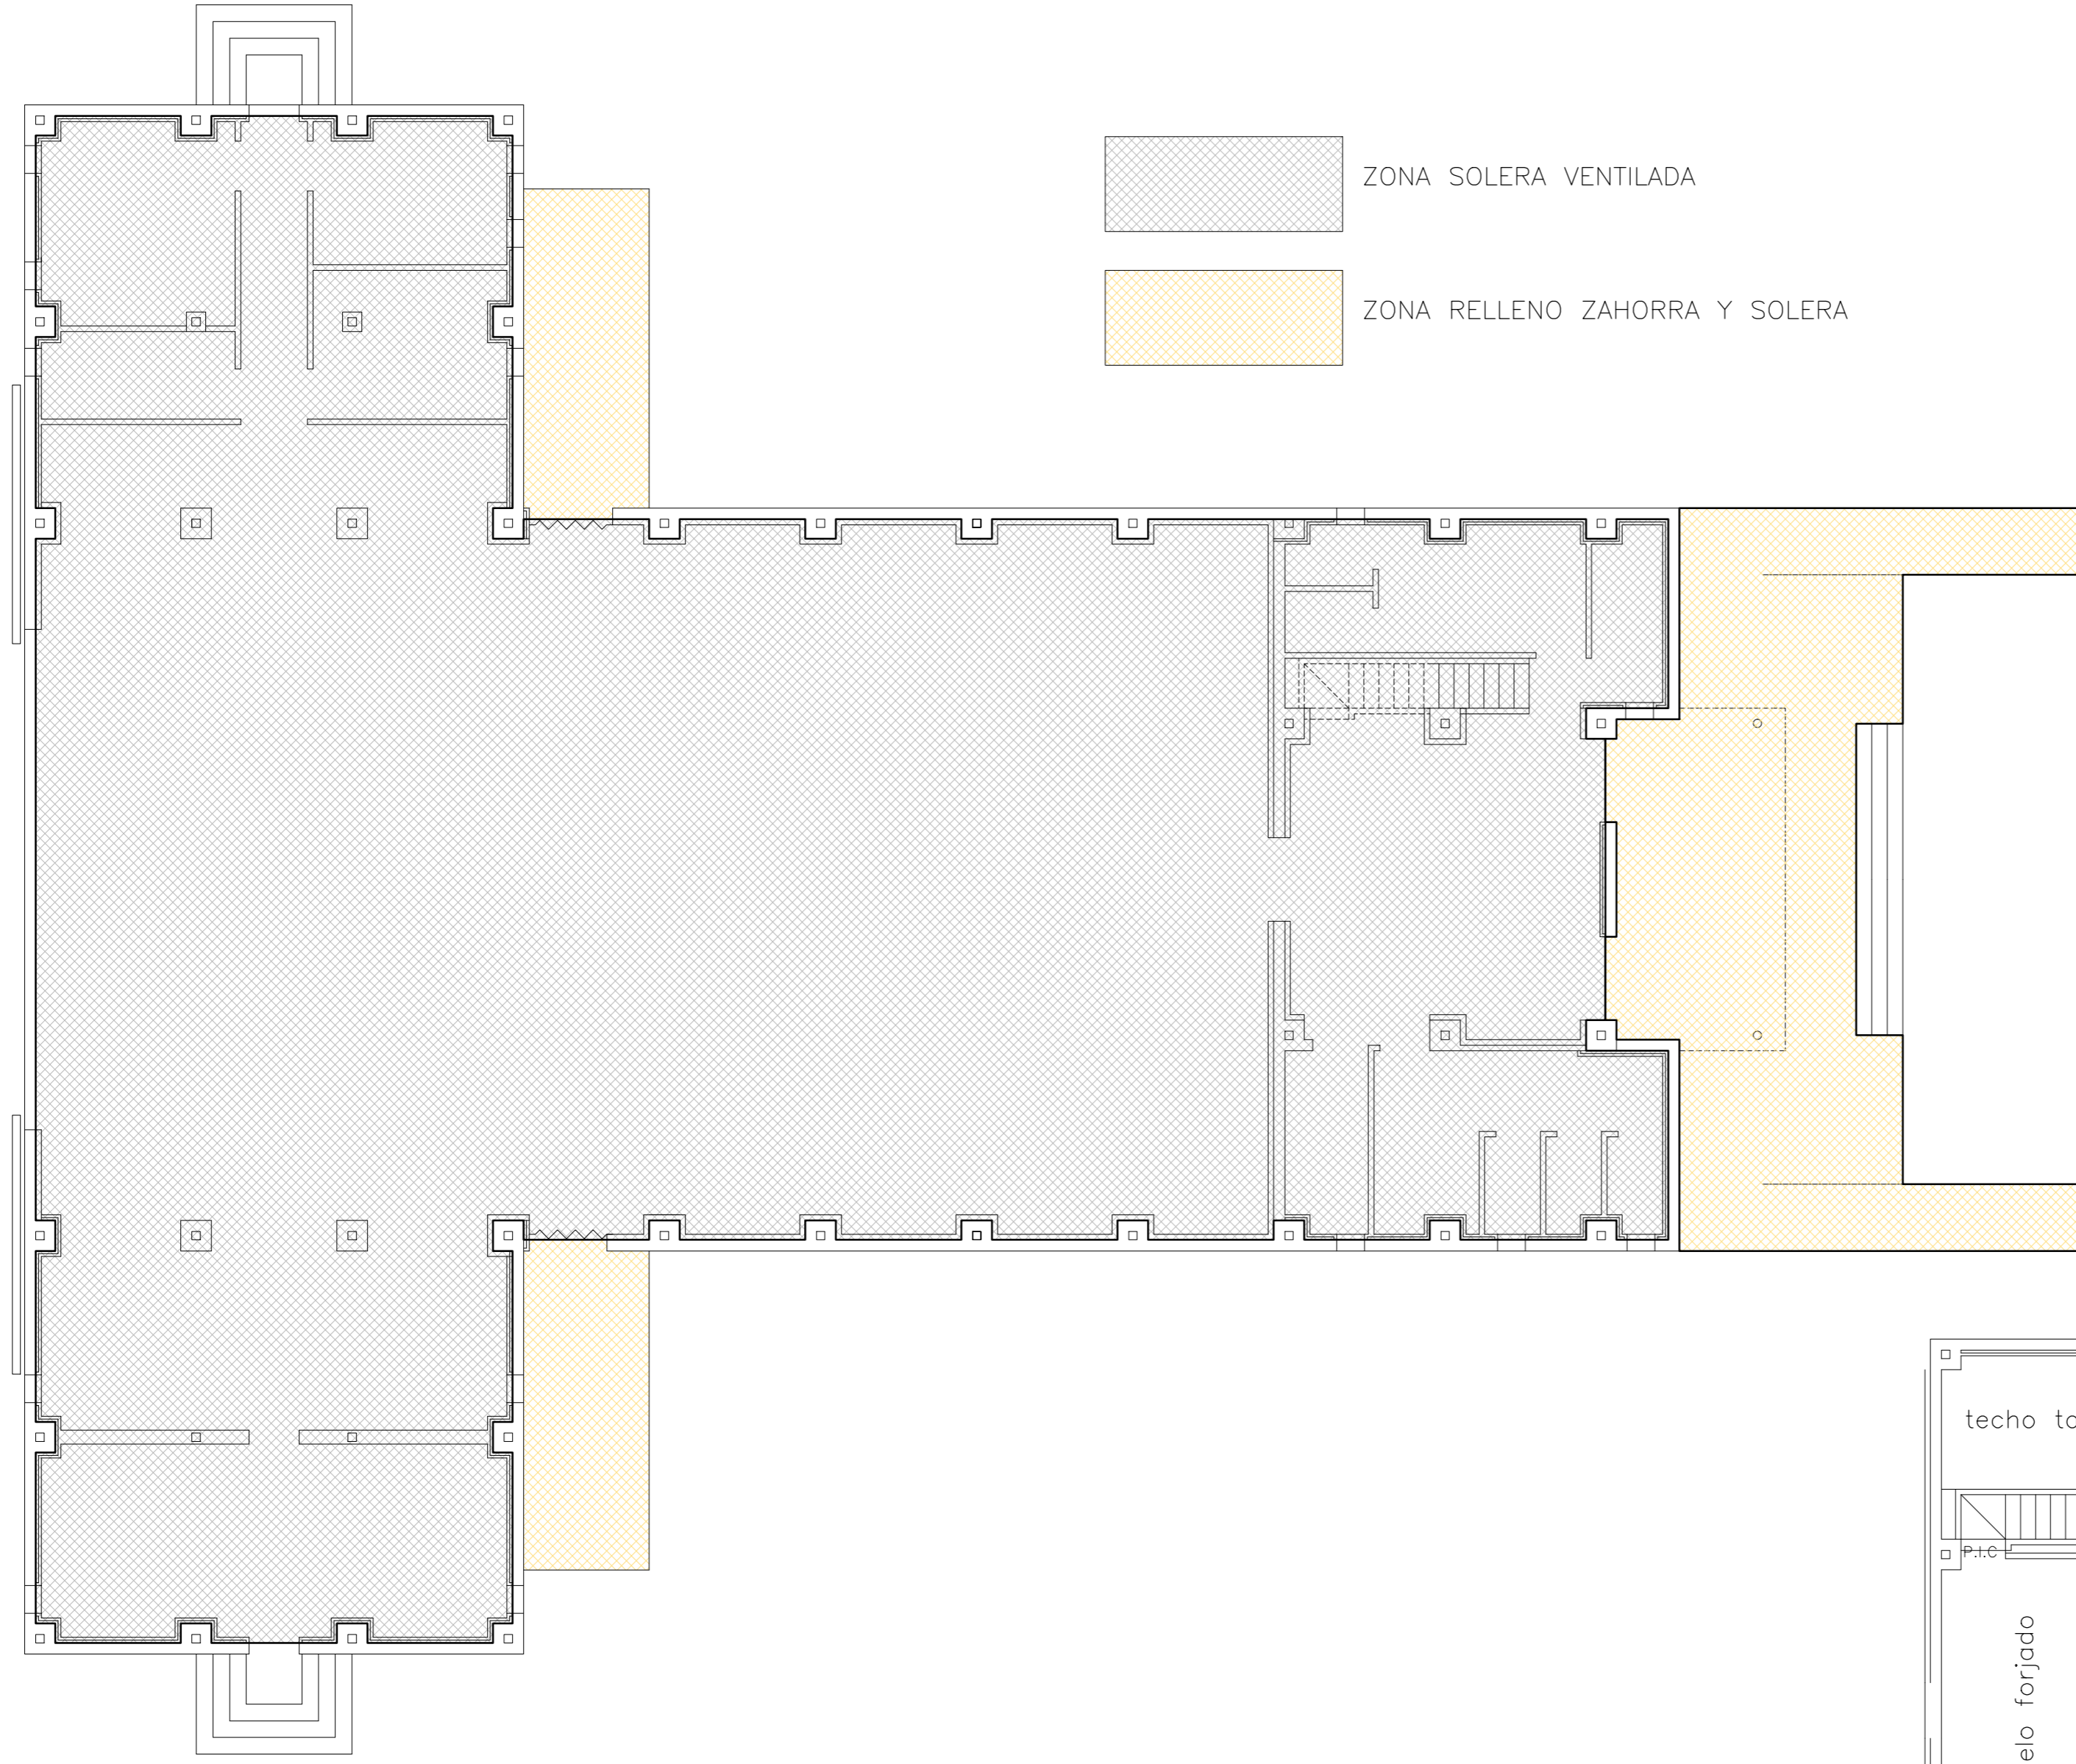 ZONA SOLERA VENTILADA
ZONA RELLENO ZAHORRA Y SOLERA
techo
P.I.C
forjado